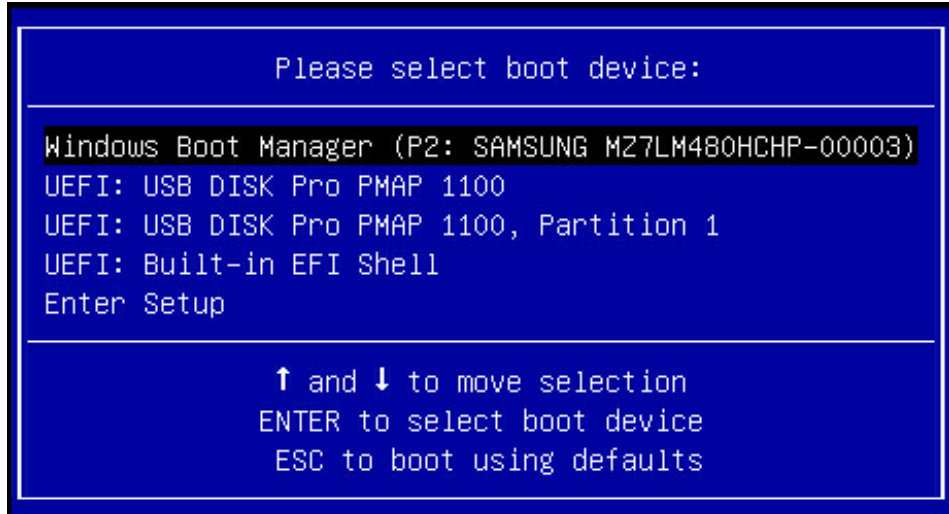 Please select boot device:
Windows Boot Manager (P2: SAMSUNG MZ7LM480HCHP-00003)
UEFI: USB DISK Pro PMAP 1100
UEFI: USB DISK Pro PMAP 1100, Partition 1
UEFI: Built-in EFI Shell
Enter Setup
↑ and ↓ to move selection
ENTER to select boot device
ESC to boot using defaults